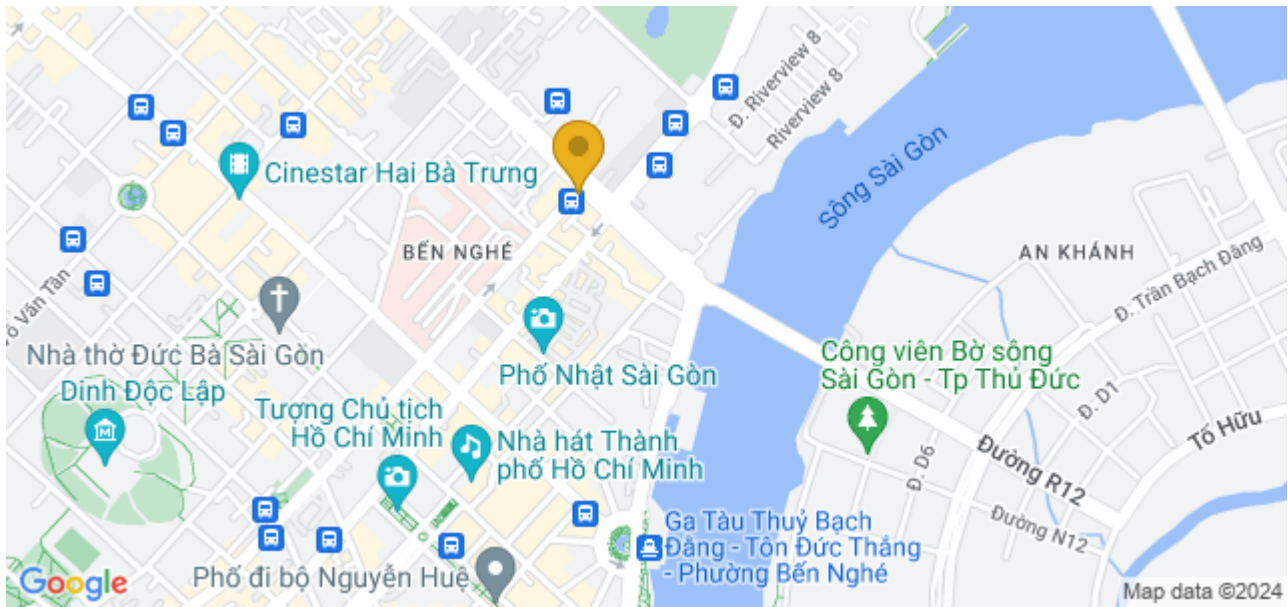 Đ. Riverview 8
Riverview 8
Cinestar Hai Bà Trưng
Sông Sài Gòn
BẾN NGHÉ
AN KHÁNH
Đ. Trần Bạch Đằng
Văn Tần
Nhà thờ Đức Bà Sài Gòn
Dinh Độc Lập
Phố Nhật Sài Gòn
Công viên Bờ sông
Sài Gòn - Tp Thủ Đức
Đ. D1
Tố Hữu
Tượng Chủ tịch
Hồ Chí Minh
Nhà hát Thành
phố Hồ Chí Minh
Đ. D6
Đường R12
Đường N12
Ga Tàu Thuỷ Bạch
Đằng - Tôn Đức Thắng
- Phường Bến Nghé
Phố đi bộ Nguyễn Huệ
Google
Map data ©2024